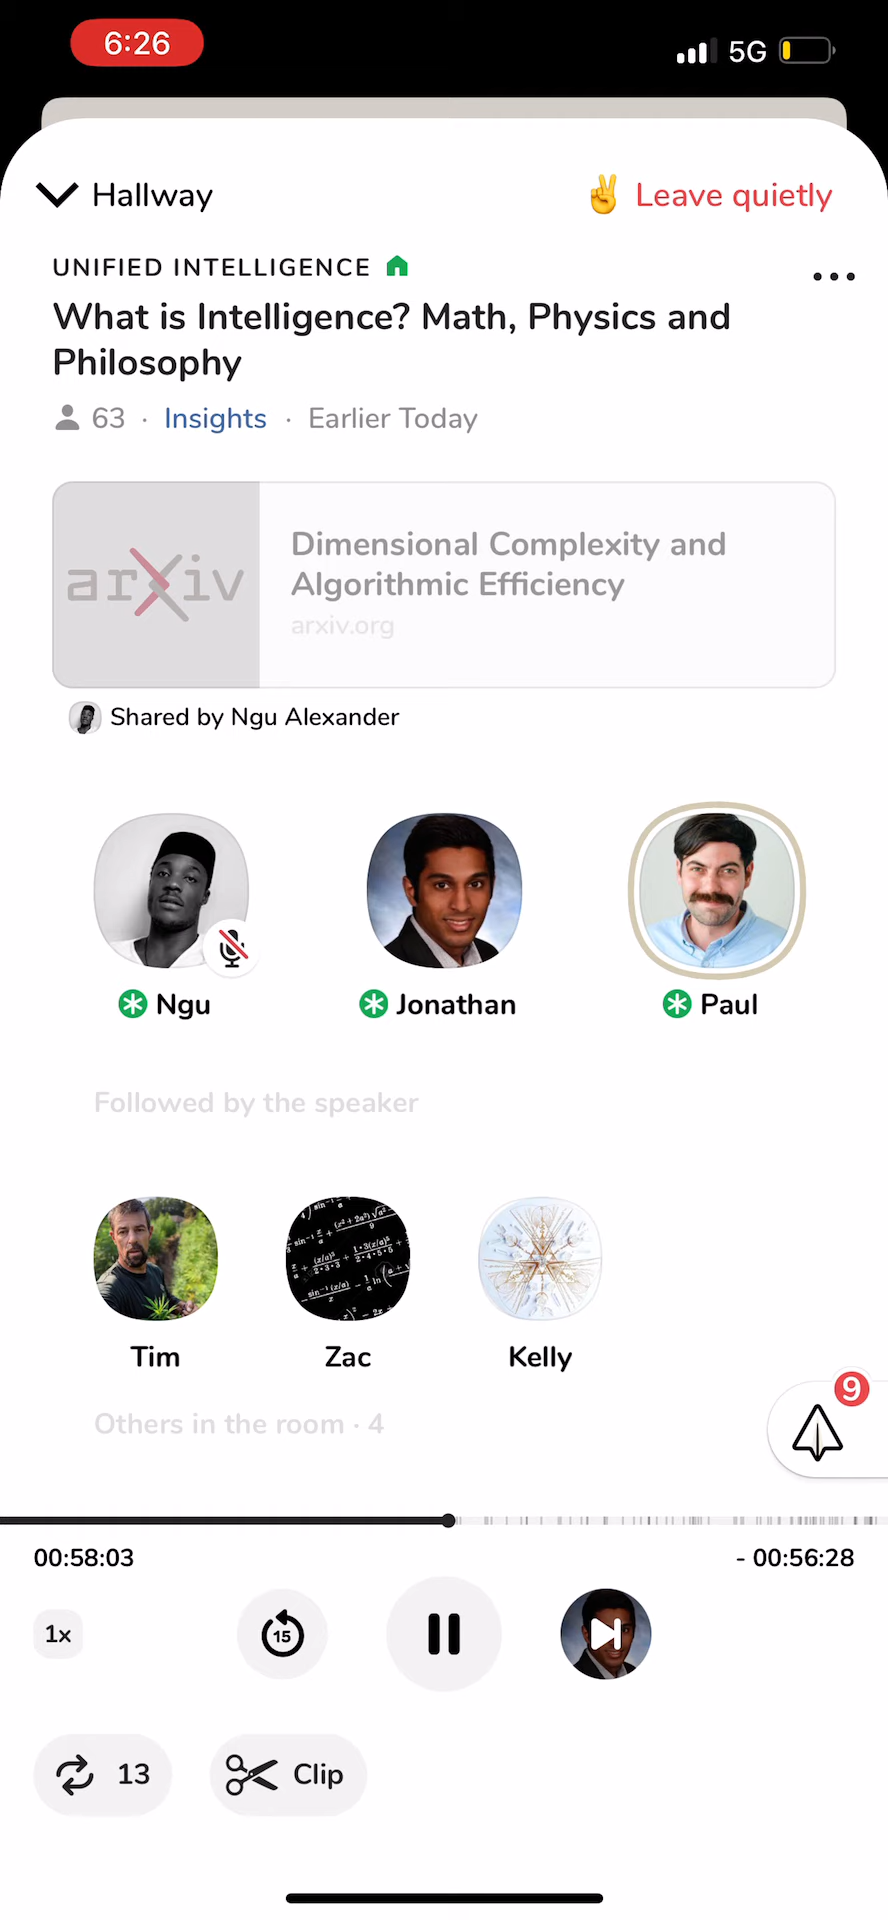 6:26
5G
Hallway
✌️ Leave quietly
UNIFIED INTELLIGENCE
What is Intelligence? Math, Physics and
Philosophy
63 · Insights · Earlier Today
arXiv
Dimensional Complexity and
Algorithmic Efficiency
arxiv.org
Shared by Ngu Alexander
Ngu
Jonathan
Paul
Followed by the speaker
Tim
Zac
Kelly
9
Others in the room · 4
00:58:03
- 00:56:28
1x
15
13
Clip